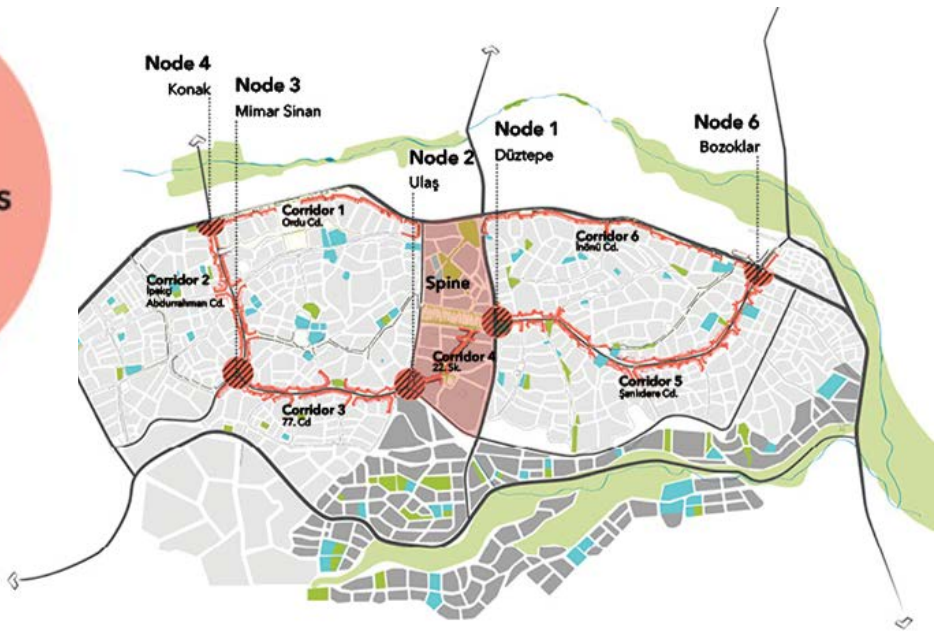 s
Node 4
Konak
Node 3
Mimar Sinan
Node 2
Ulaş
Node 1
Düztepe
Node 6
Bozoklar
Corridor 1
Ordu Cd.
Corridor 6
İnönü Cd.
Corridor 2
İpekçi
Abdurrahman Cd.
Spine
Corridor 4
22. Sk.
Corridor 5
Şenlidere Cd.
Corridor 3
77. Cd